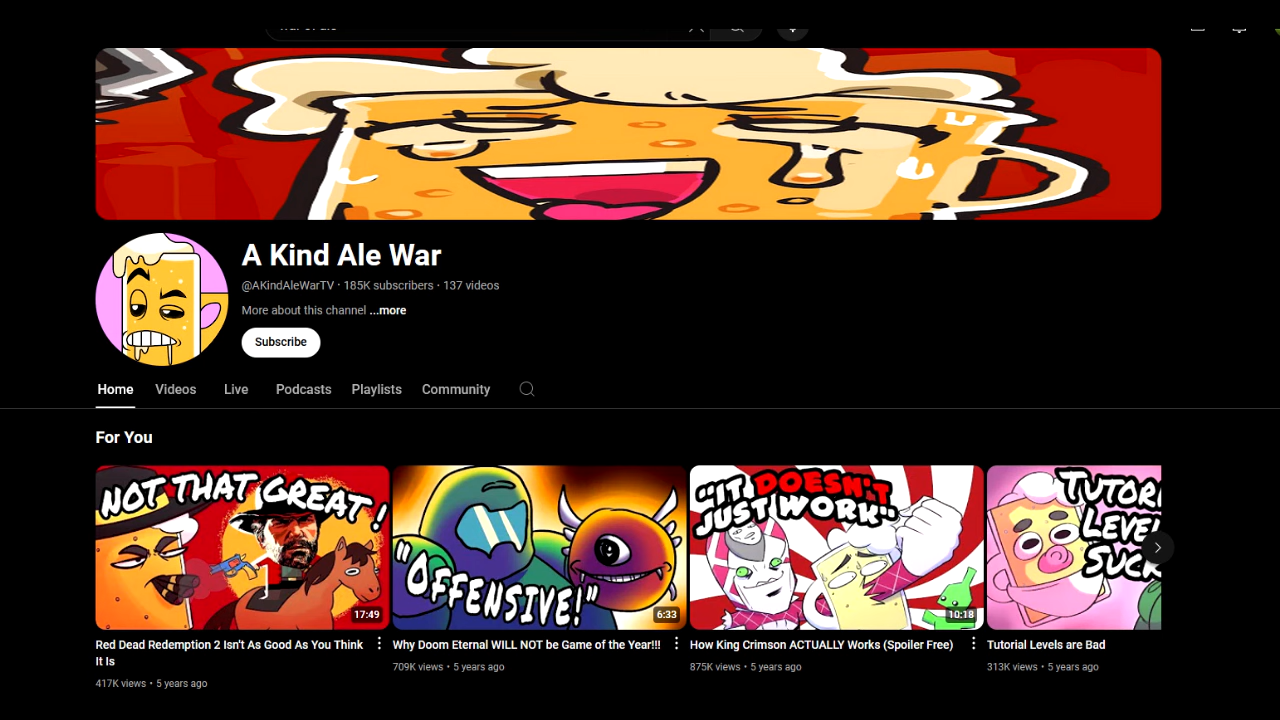 A Kind Ale War
@AKindAleWarTV · 185K subscribers · 137 videos
More about this channel ...more
Subscribe
Home Videos Live Podcasts Playlists Community
For You
NOT THAT GREAT!
17:49
Red Dead Redemption 2 Isn't As Good As You Think
It Is
417K views • 5 years ago
"OFFENSIVE!"
6:33
Why Doom Eternal WILL NOT be Game of the Year!!!
709K views • 5 years ago
"IT DOESN'T
JUST WORK"
10:18
How King Crimson ACTUALLY Works (Spoiler Free)
875K views • 5 years ago
SUCK
Tutorial Levels are Bad
313K views • 5 years ago